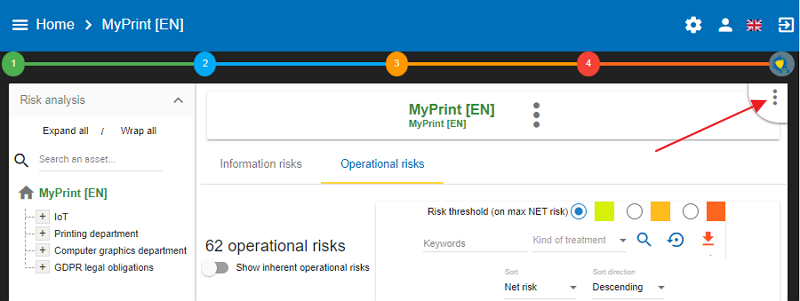 Home > MyPrint [EN]
1 2 3 4
Risk analysis
Expand all / Wrap all
Search an asset...
MyPrint [EN]
+ IoT
+ Printing department
+ Computer graphics department
+ GDPR legal obligations
MyPrint [EN]
MyPrint [EN]
Information risks Operational risks
Risk threshold (on max NET risk)
62 operational risks
Keywords Kind of treatment
Show inherent operational risks
Sort Sort direction
Net risk Descending